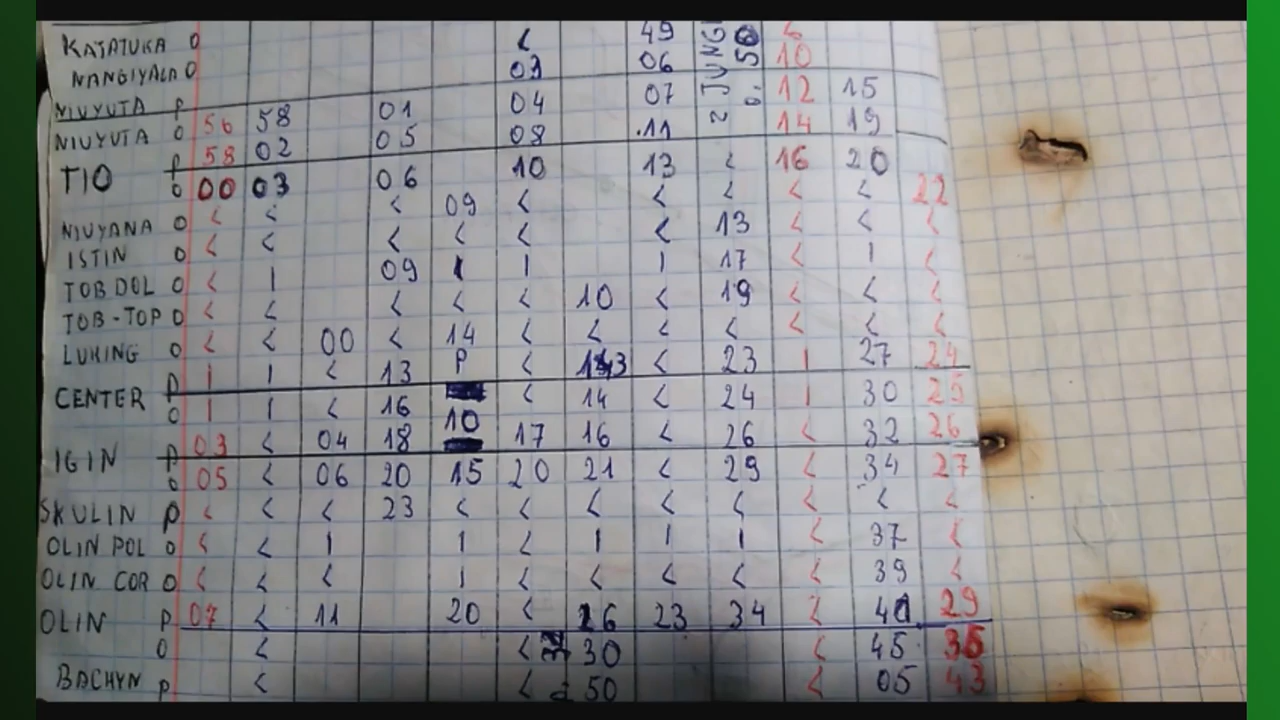 KATATUKA O < 49 50 <
NANGIYALA O 03 06 2 JUNGI 10
NIUYUTA P 56 58 01 04 07 12 15
NIUYUTA O 58 02 05 08 .11 14 19
TIO P 10 13 < 16 20
O 00 03 06 < < < < < 22
NIUYANA O < < < 09 < < 13 < < <
ISTIN O < < < < < < 17 < | <
TOB DOL O < | 09 | | | 19 < < <
TOB-TOP O < < < < < 10 < < < < <
LUKING O < < 00 < 14 < < < 23 | 27 24
CENTER P | | < 13 P < 13 < 24 | 30 25
O | | < 16 10 14 <
IGIN P 03 < 04 18 17 16 < 26 < 32 26
O 05 < 06 20 15 20 21 < 29 < 34 27
SKULIN P < < < 23 < < < < < < < <
OLIN POL O < < | | < | | | < 37 <
OLIN COR O < < < | < < < < < 39 <
OLIN P 07 < 11 20 < 26 23 34 < 40 29
O < < 30 < 45 35
BACHYN P < < 50 < 05 43